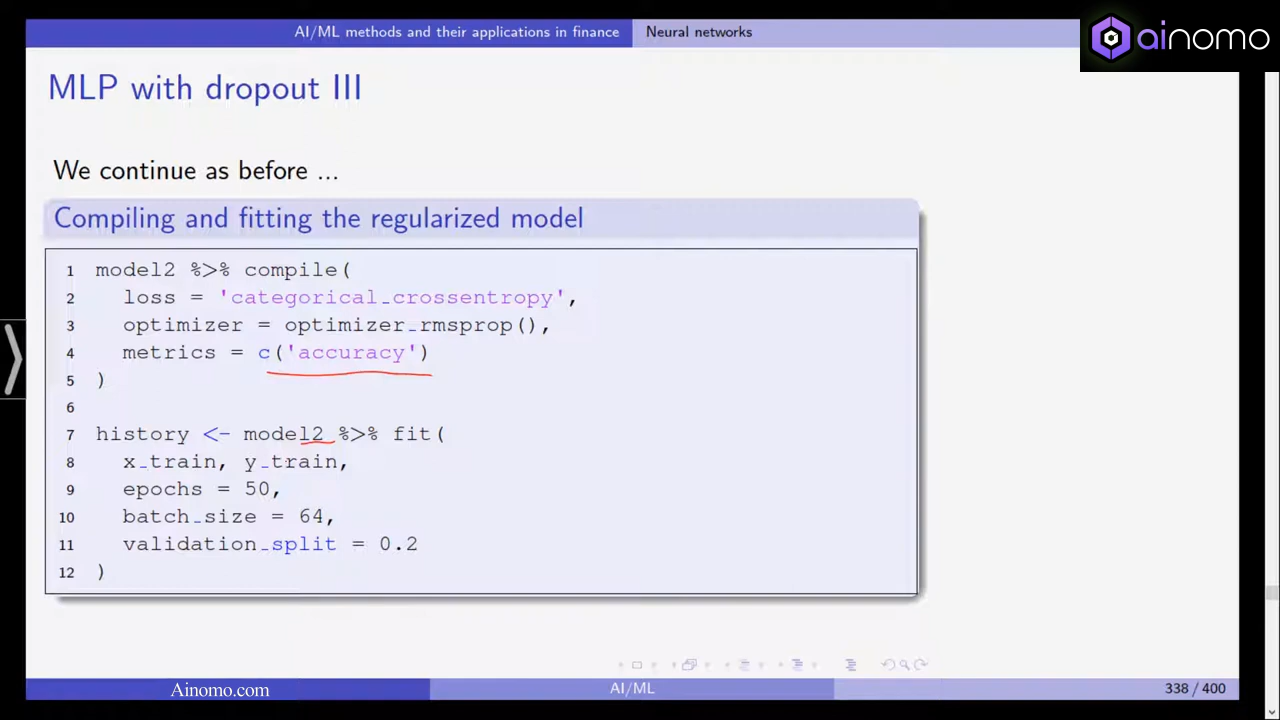 AI/ML methods and their applications in finance Neural networks
ainomo
MLP with dropout III
We continue as before ...
Compiling and fitting the regularized model
1 model2 %>% compile(
2 loss = 'categorical_crossentropy',
3 optimizer = optimizer_rmsprop(),
4 metrics = c('accuracy')
5 )
6
7 history <- model2 %>% fit(
8 x_train, y_train,
9 epochs = 50,
10 batch_size = 64,
11 validation_split = 0.2
12 )
Ainomo.com AI/ML 338 / 400